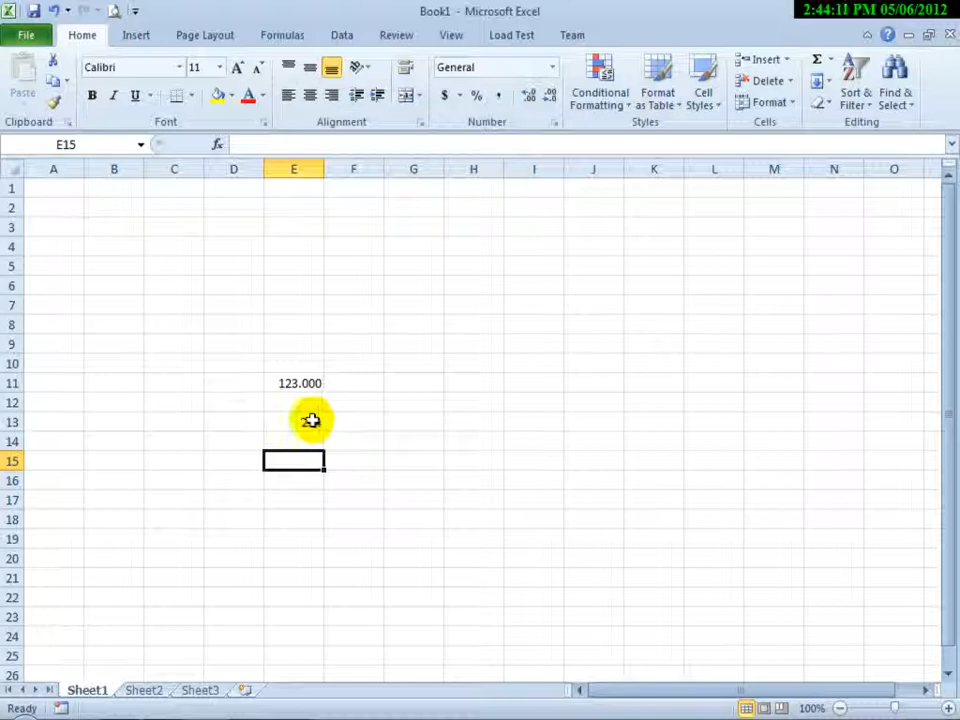 Book1 - Microsoft Excel
2:44:11 PM 05/06/2012
File Home Insert Page Layout Formulas Data Review View Load Test Team
Paste
Calibri 11
B I U A
General
$ % ,
Conditional Formatting
Format as Table
Cell Styles
Insert
Delete
Format
Σ
Sort & Filter
Find & Select
Clipboard Font Alignment Number Styles Cells Editing
E15 fx
A B C D E F G H I J K L M N O
1
2
3
4
5
6
7
8
9
10
11 123.000
12
13
14
15
16
17
18
19
20
21
22
23
24
25
26
Sheet1 Sheet2 Sheet3
Ready 100%